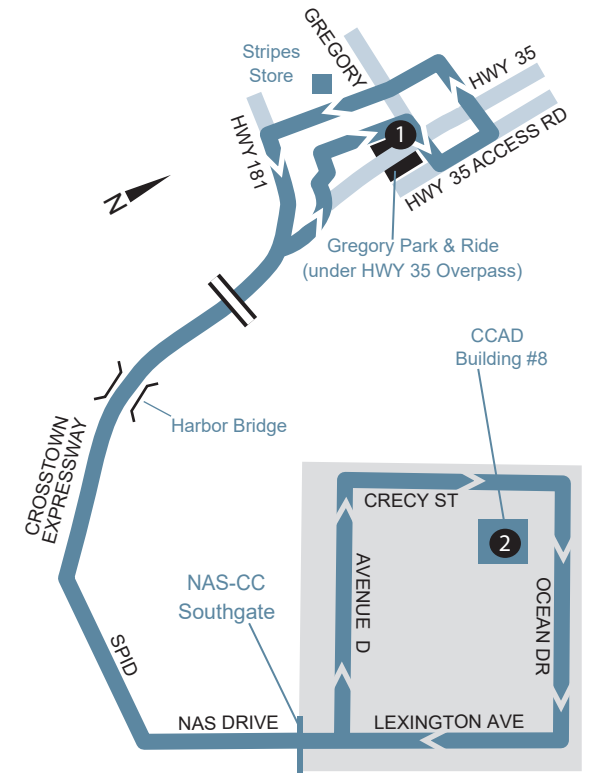 GREGORY
Stripes
Store
HWY 35
1
HWY 181
HWY 35 ACCESS RD
N
Gregory Park & Ride
(under HWY 35 Overpass)
CCAD
Building #8
Harbor Bridge
CROSSTOWN
EXPRESSWAY
CRECY ST
2
AVENUE D
OCEAN DR
NAS-CC
Southgate
SPID
NAS DRIVE
LEXINGTON AVE